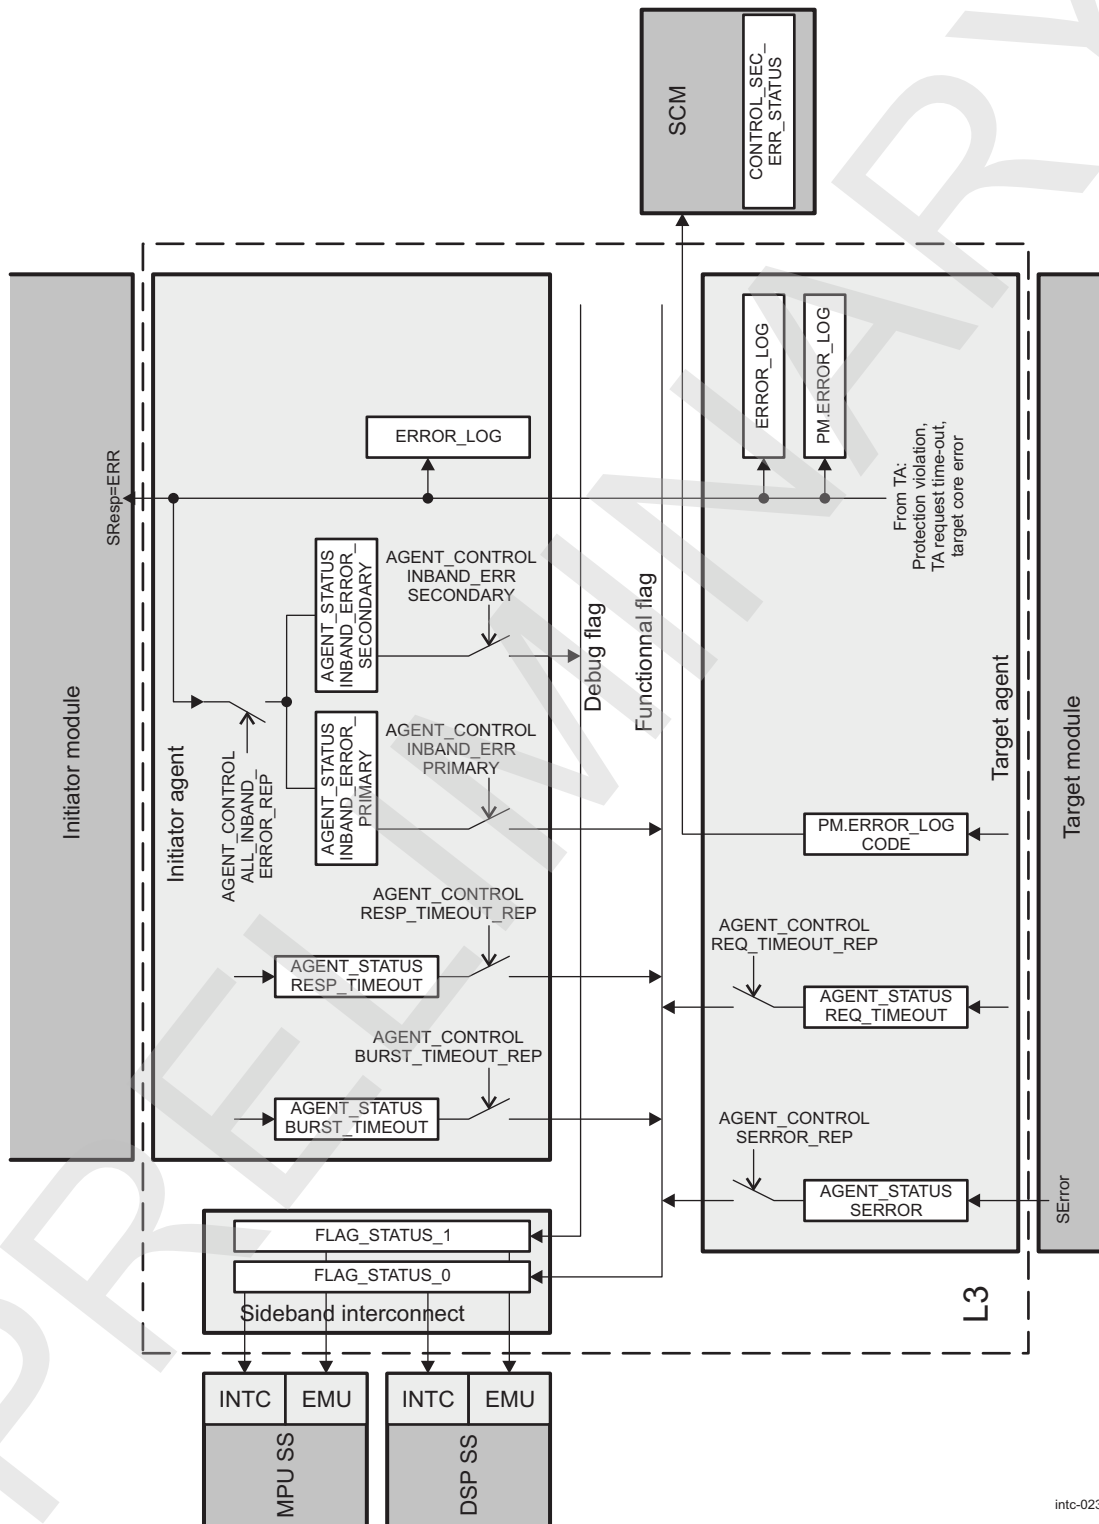 SCM
CONTROL_SEC_
ERR_STATUS
Initiator module
SResp=ERR
Initiator agent
ERROR_LOG
AGENT_STATUS
INBAND_ERROR_
SECONDARY
AGENT_CONTROL
INBAND_ERR
SECONDARY
AGENT_CONTROL
ALL_INBAND_
ERROR_REP
AGENT_STATUS
INBAND_ERROR_
PRIMARY
AGENT_CONTROL
INBAND_ERR
PRIMARY
AGENT_CONTROL
RESP_TIMEOUT_REP
AGENT_STATUS
RESP_TIMEOUT
AGENT_CONTROL
BURST_TIMEOUT_REP
AGENT_STATUS
BURST_TIMEOUT
Debug flag
Functionnal flag
ERROR_LOG
PM.ERROR_LOG
From TA:
Protection violation,
TA request time-out,
target core error
Target agent
Target module
PM.ERROR_LOG
CODE
AGENT_CONTROL
REQ_TIMEOUT_REP
AGENT_STATUS
REQ_TIMEOUT
AGENT_CONTROL
SERROR_REP
AGENT_STATUS
SERROR
SError
FLAG_STATUS_1
FLAG_STATUS_0
Sideband interconnect
L3
INTC
EMU
INTC
EMU
MPU SS
DSP SS
intc-023
PRELIMINARY